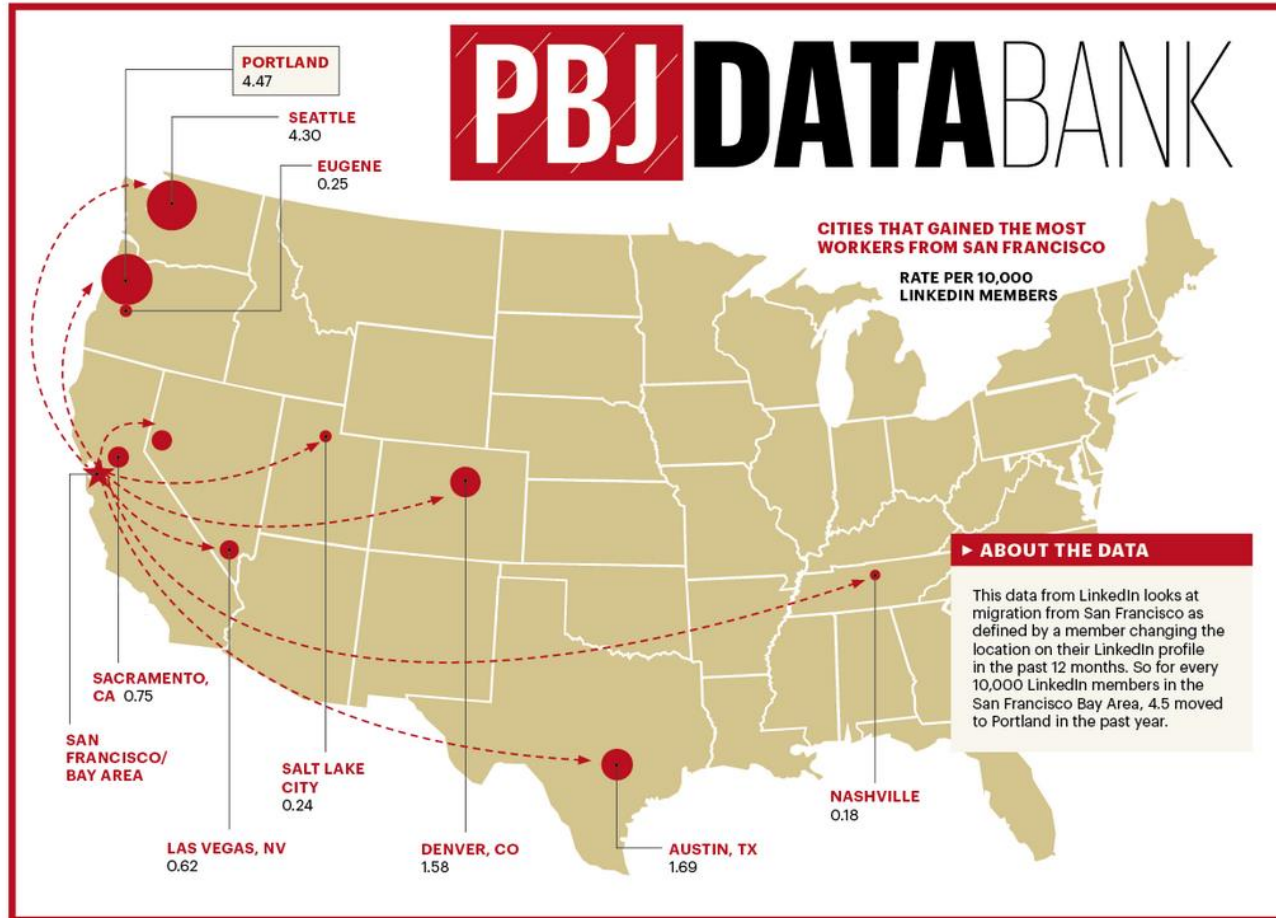 PBJ DATABANK
PORTLAND
4.47
SEATTLE
4.30
EUGENE
0.25
CITIES THAT GAINED THE MOST
WORKERS FROM SAN FRANCISCO
RATE PER 10,000
LINKEDIN MEMBERS
SACRAMENTO,
CA 0.75
SAN
FRANCISCO/
BAY AREA
SALT LAKE
CITY
0.24
LAS VEGAS, NV
0.62
DENVER, CO
1.58
AUSTIN, TX
1.69
NASHVILLE
0.18
► ABOUT THE DATA
This data from LinkedIn looks at
migration from San Francisco as
defined by a member changing the
location on their LinkedIn profile
in the past 12 months. So for every
10,000 LinkedIn members in the
San Francisco Bay Area, 4.5 moved
to Portland in the past year.